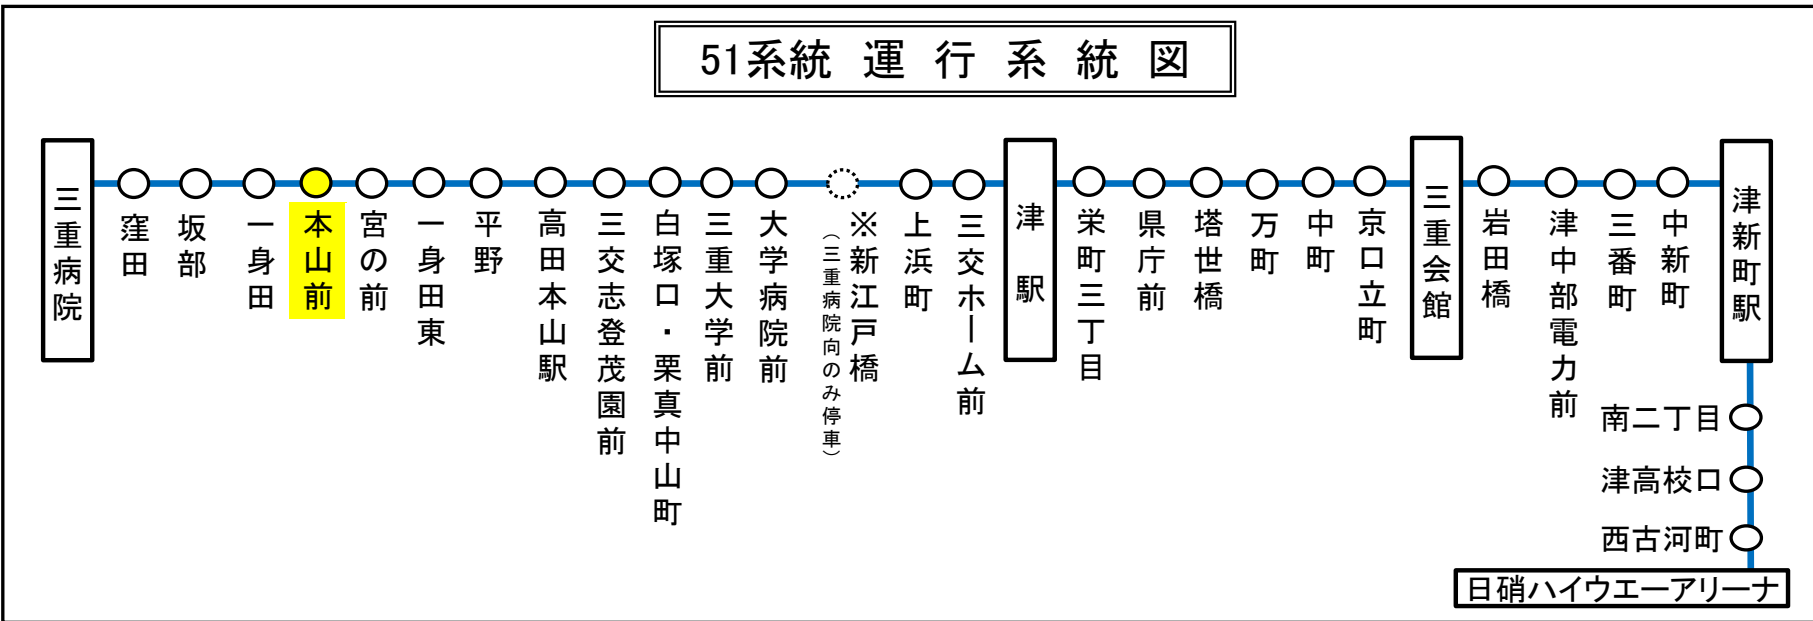 51系統 運行系統図
三重病院
窪田
坂部
一身田
本山前
宮の前
一身田東
平野
高田本山駅
三交志登茂園前
白塚口・栗真中山町
三重大学前
大学病院前
※新江戸橋
（三重病院向のみ停車）
上浜町
三交ホーム前
津駅
栄町三丁目
県庁前
塔世橋
万町
中町
京口立町
三重会館
岩田橋
津中部電力前
三番町
中新町
津新町駅
南二丁目
津高校口
西古河町
日硝ハイウエーアリーナ